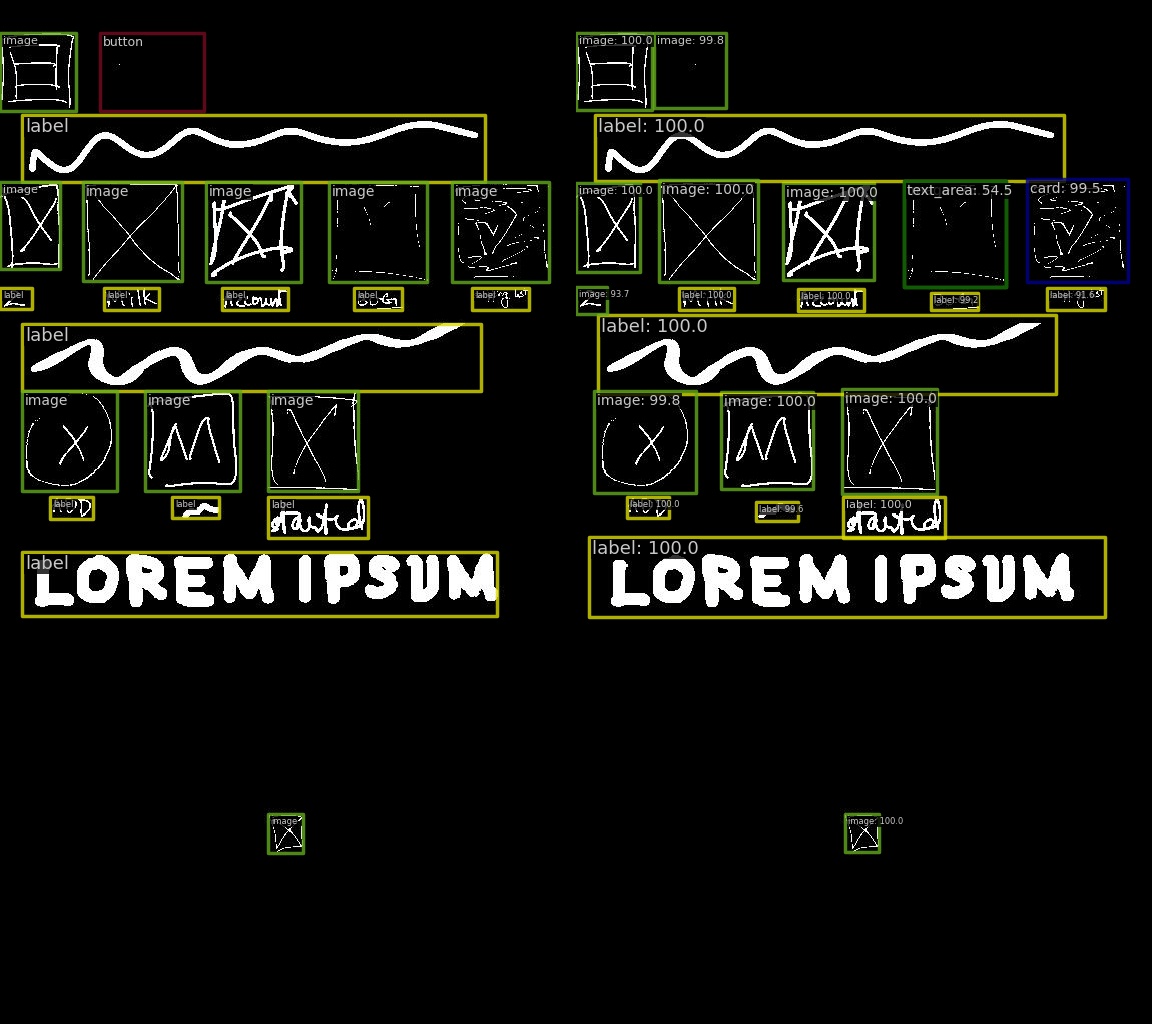 image button image: 100.0 image: 99.8
label label: 100.0
image image image image image image: 100.0 image: 100.0 image: 100.0 text_area: 54.5 card: 99.5
label label label label label image: 93.7 label: 100.0 label: 100.0 label: 99.2 label: 91.6
label label: 100.0
image image image image: 99.8 image: 100.0 image: 100.0
M M
label label label label: 100.0 label: 99.6 label: 100.0
started started
label label: 100.0
LOREM IPSUM LOREM IPSUM
image image: 100.0